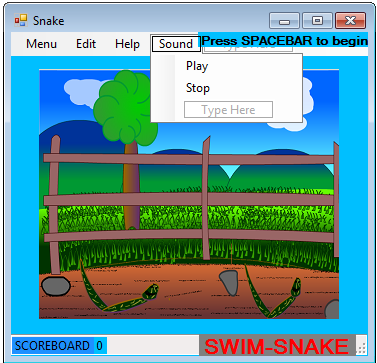 Snake
Menu Edit Help Sound !Press SPACEBAR to begin
Play
Stop
Type Here
SCOREBOARD 0
SWIM-SNAKE